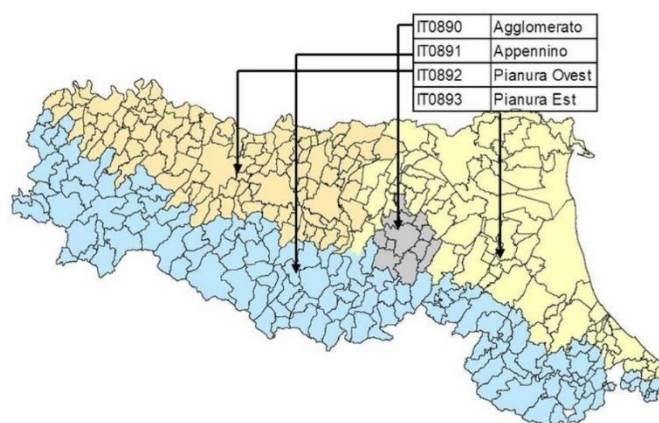 IT0890 Agglomerato
IT0891 Appennino
IT0892 Pianura Ovest
IT0893 Pianura Est